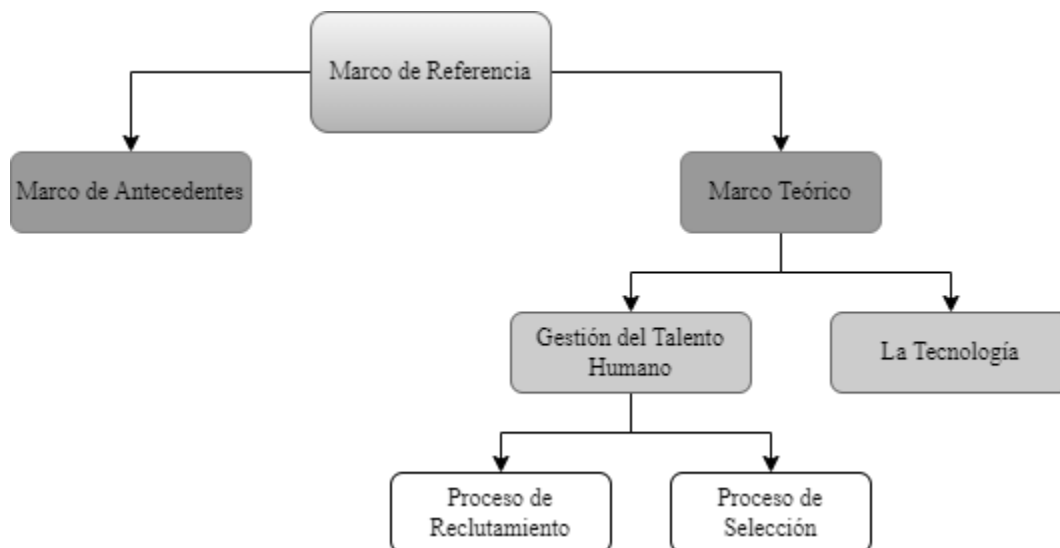 Marco de Referencia
Marco de Antecedentes
Marco Teórico
Gestión del Talento
Humano
La Tecnología
Proceso de
Reclutamiento
Proceso de
Selección